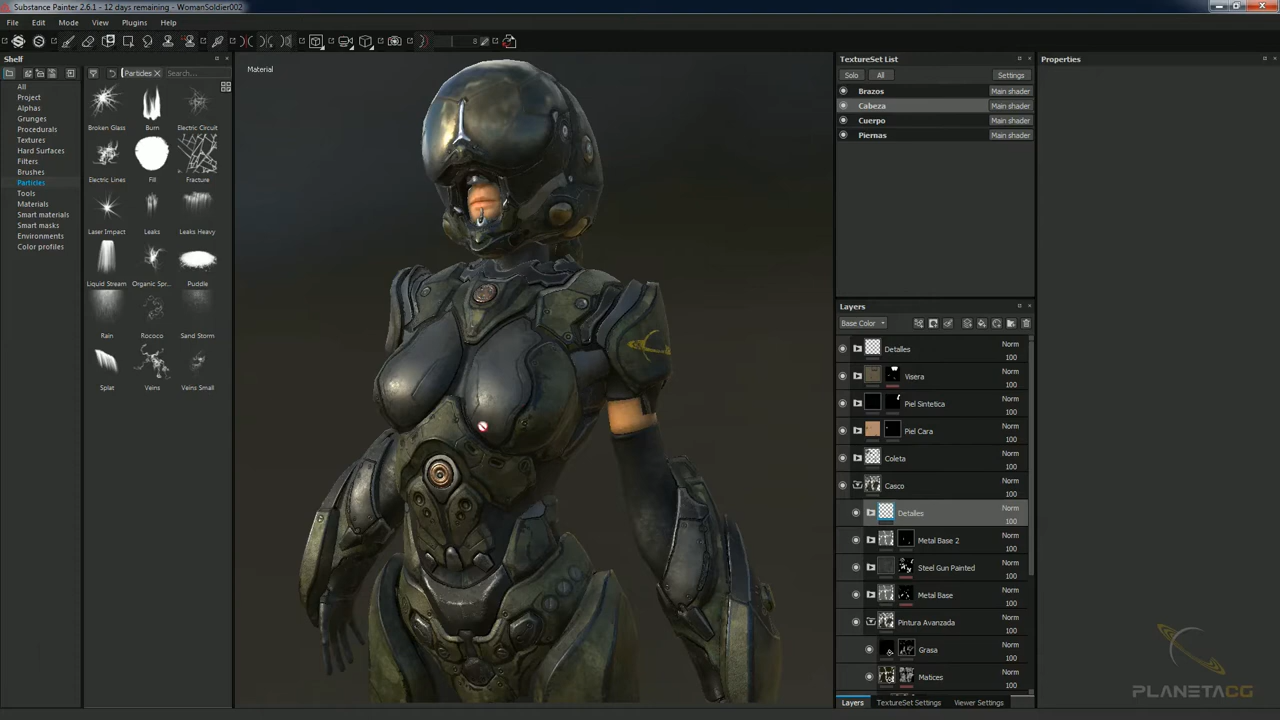 Substance Painter 2.6.1 - 12 days remaining - WomanSoldier002
File Edit Mode View Plugins Help
8
Shelf
Particles
Search...
All
Project
Alphas
Grunges
Procedurals
Textures
Hard Surfaces
Filters
Brushes
Particles
Tools
Materials
Smart materials
Smart masks
Environments
Color profiles
Broken Glass Burn Electric Circuit
Electric Lines Fill Fracture
Laser Impact Leaks Leaks Heavy
Liquid Stream Organic Spr... Puddle
Rain Rococo Sand Storm
Splat Veins Veins Small
Material
TextureSet List
Solo All Settings
Brazos Main shader
Cabeza Main shader
Cuerpo Main shader
Piernas Main shader
Properties
Layers
Base Color
Detalles Norm 100
Visera Norm 100
Piel Sintetica Norm 100
Piel Cara Norm 100
Coleta Norm 100
Casco Norm 100
Detalles Norm 100
Metal Base 2 Norm 100
Steel Gun Painted Norm 100
Metal Base Norm 100
Pintura Avanzada Norm 100
Grasa Norm 100
Matices Norm 100
Layers TextureSet Settings Viewer Settings
PLANETACG